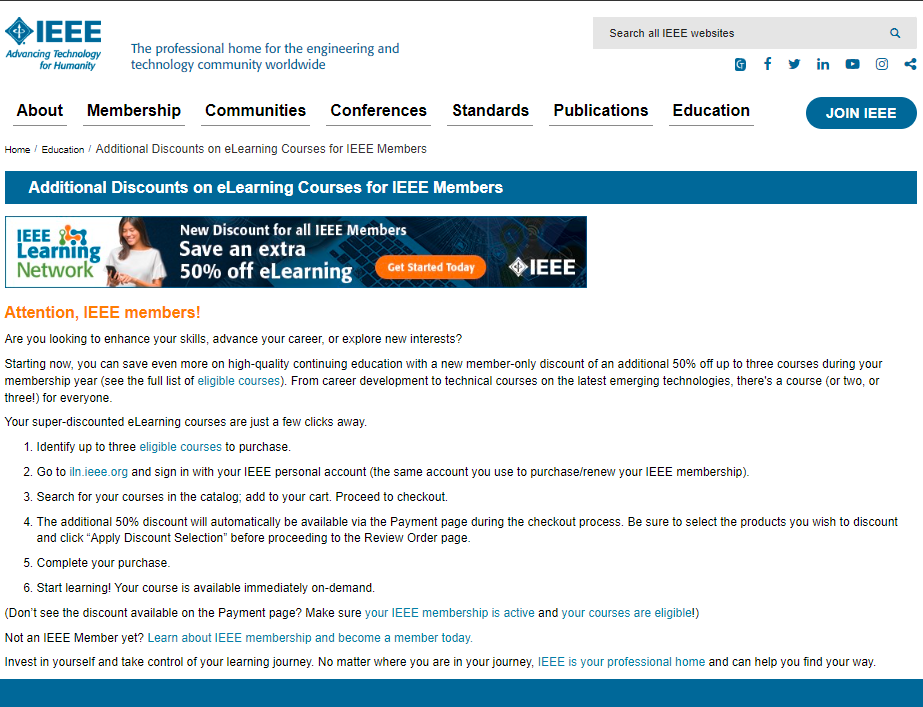 IEEE
Advancing Technology
for Humanity
The professional home for the engineering and
technology community worldwide
Search all IEEE websites
About Membership Communities Conferences Standards Publications Education JOIN IEEE
Home / Education / Additional Discounts on eLearning Courses for IEEE Members
Additional Discounts on eLearning Courses for IEEE Members
IEEE
Learning
Network
New Discount for all IEEE Members
Save an extra
50% off eLearning
Get Started Today
IEEE
Attention, IEEE members!
Are you looking to enhance your skills, advance your career, or explore new interests?
Starting now, you can save even more on high-quality continuing education with a new member-only discount of an additional 50% off up to three courses during your
membership year (see the full list of eligible courses). From career development to technical courses on the latest emerging technologies, there's a course (or two, or
three!) for everyone.
Your super-discounted eLearning courses are just a few clicks away.
1. Identify up to three eligible courses to purchase.
2. Go to iln.ieee.org and sign in with your IEEE personal account (the same account you use to purchase/renew your IEEE membership).
3. Search for your courses in the catalog; add to your cart. Proceed to checkout.
4. The additional 50% discount will automatically be available via the Payment page during the checkout process. Be sure to select the products you wish to discount
and click “Apply Discount Selection” before proceeding to the Review Order page.
5. Complete your purchase.
6. Start learning! Your course is available immediately on-demand.
(Don’t see the discount available on the Payment page? Make sure your IEEE membership is active and your courses are eligible!)
Not an IEEE Member yet? Learn about IEEE membership and become a member today.
Invest in yourself and take control of your learning journey. No matter where you are in your journey, IEEE is your professional home and can help you find your way.